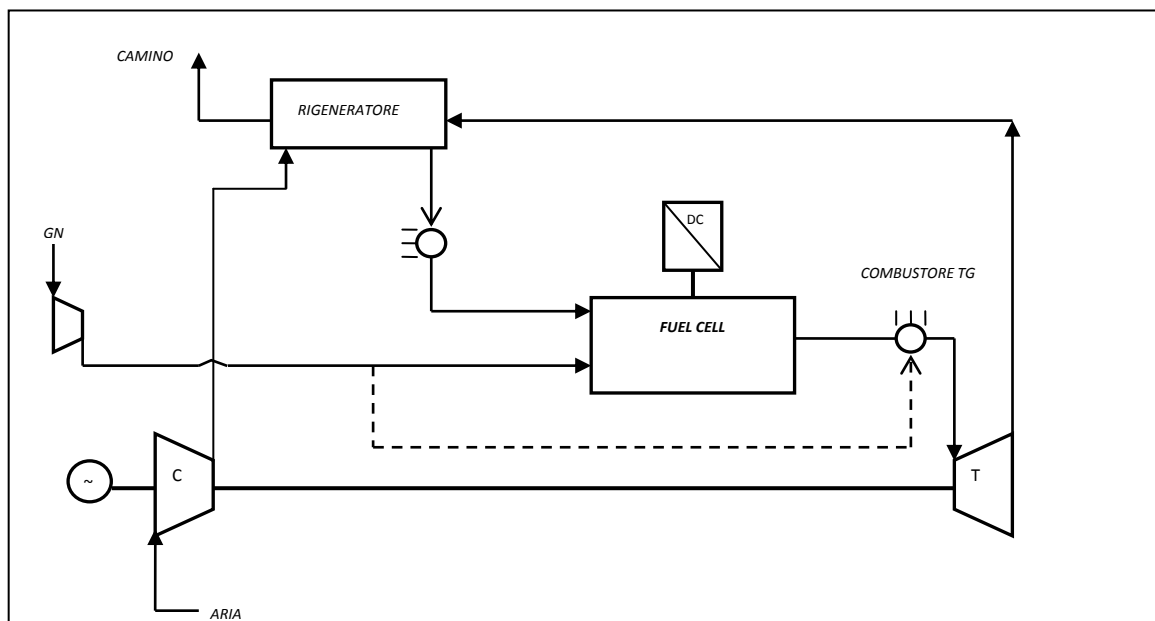 CAMINO
RIGENERATORE
GN
DC
COMBUSTORE TG
FUEL CELL
~
C
T
ARIA